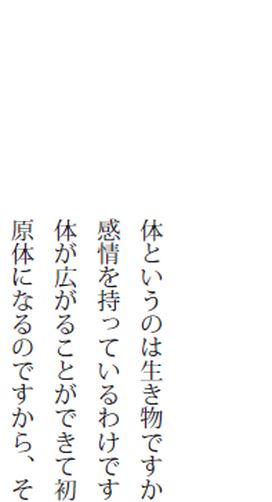 体というのは生き物ですか
感情を持っているわけです
体が広がることができて初
原体になるのですから、そ